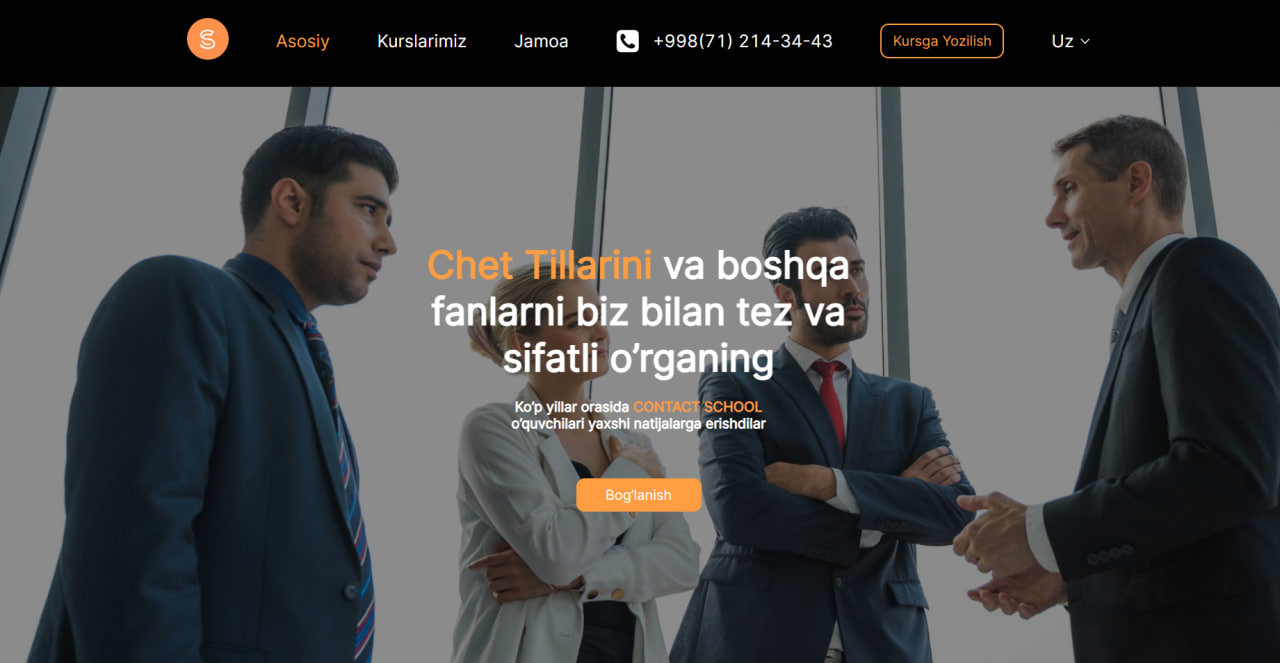 S
Asosiy
Kurslarimiz
Jamoa
+998(71) 214-34-43
Kursga Yozilish
Uz
Chet Tillarini va boshqa
fanlarni biz bilan tez va
sifatli o’rganing
Ko’p yillar orasida CONTACT SCHOOL
o’quvchilari yaxshi natijalarga erishdilar
Bog’lanish